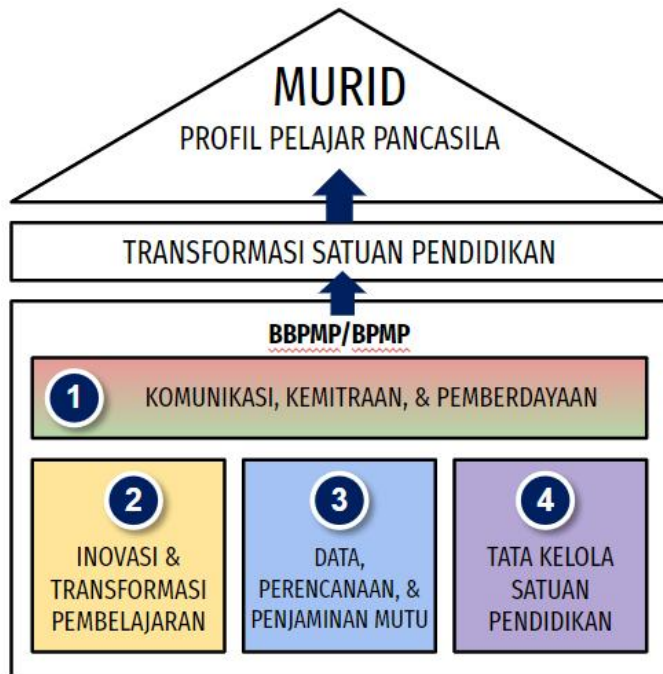 MURID
PROFIL PELAJAR PANCASILA
TRANSFORMASI SATUAN PENDIDIKAN
BBPMP/BPMP
1
KOMUNIKASI, KEMITRAAN, & PEMBERDAYAAN
2
INOVASI &
TRANSFORMASI
PEMBELAJARAN
3
DATA,
PERENCANAAN, &
PENJAMINAN MUTU
4
TATA KELOLA
SATUAN
PENDIDIKAN